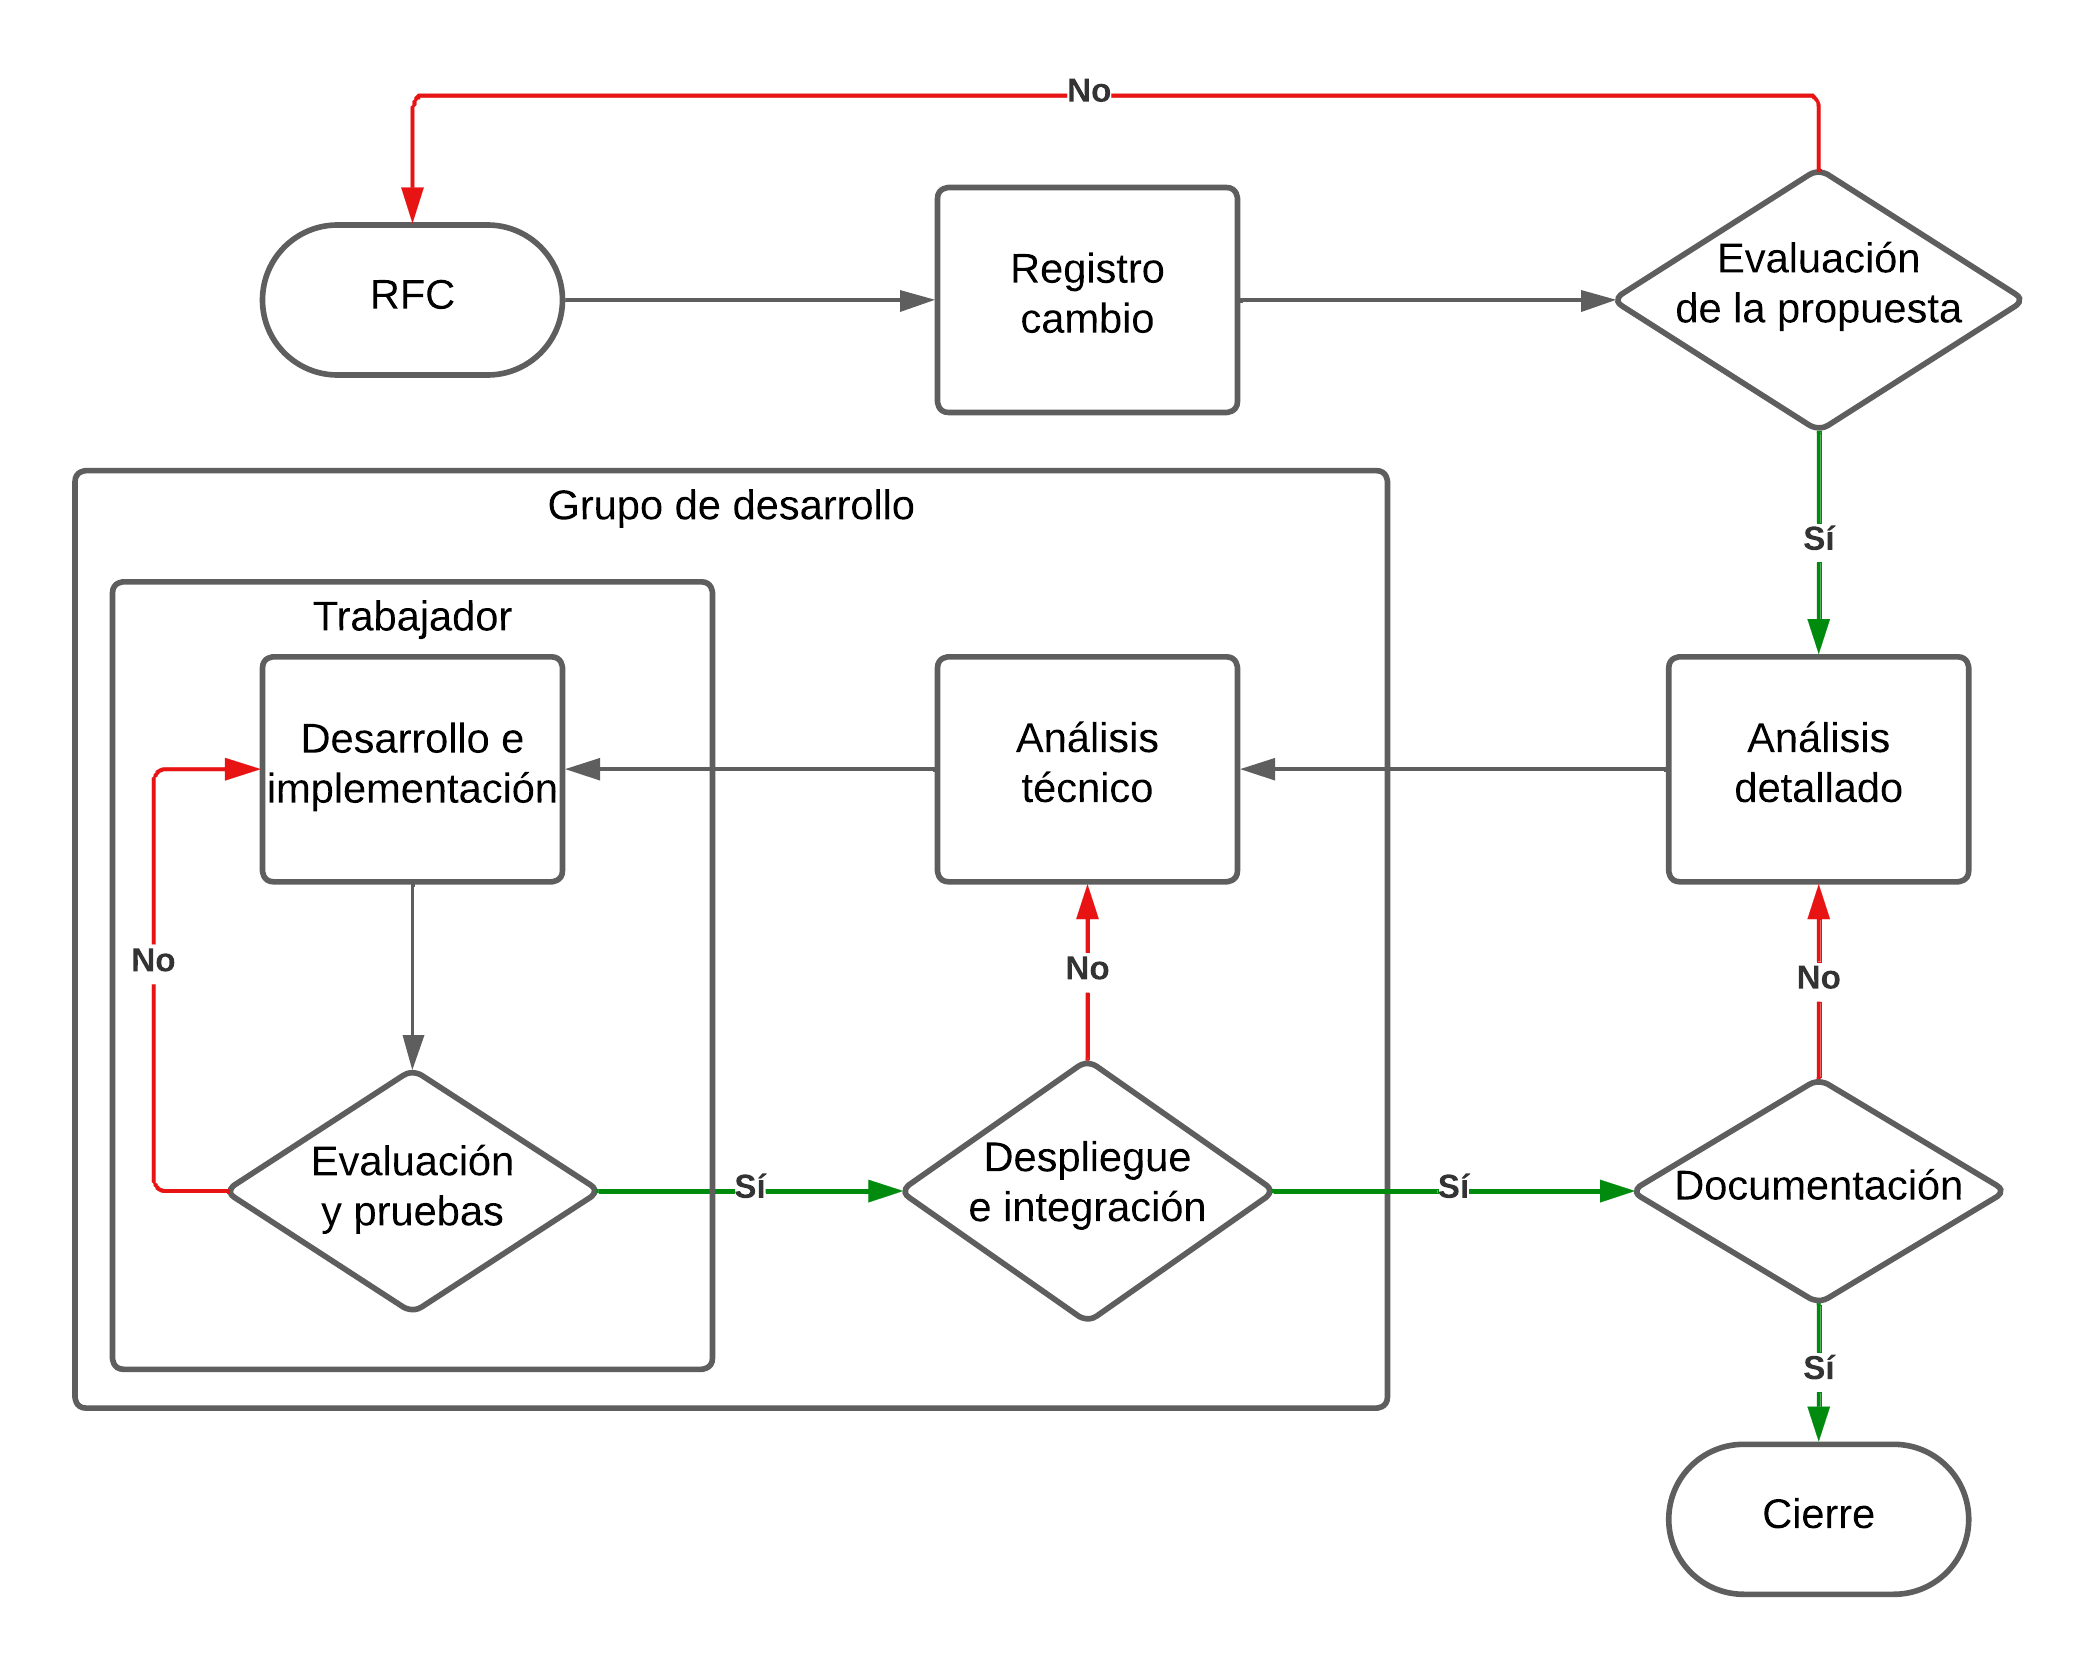 No
RFC
Registro
cambio
Evaluación
de la propuesta
Sí
Grupo de desarrollo
Trabajador
Desarrollo e
implementación
Análisis
técnico
Análisis
detallado
No
No
No
Evaluación
y pruebas
Sí
Despliegue
e integración
Sí
Documentación
Sí
Cierre